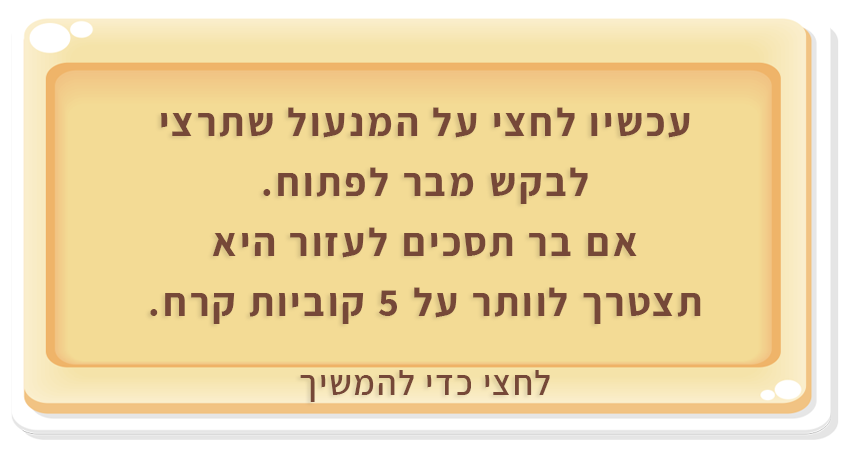 עכשיו לחצי על המנעול שתרצי
לבקש מבר לפתוח.
אם בר תסכים לעזור היא
תצטרך לוותר על 5 קוביות קרח.
לחצי כדי להמשיך